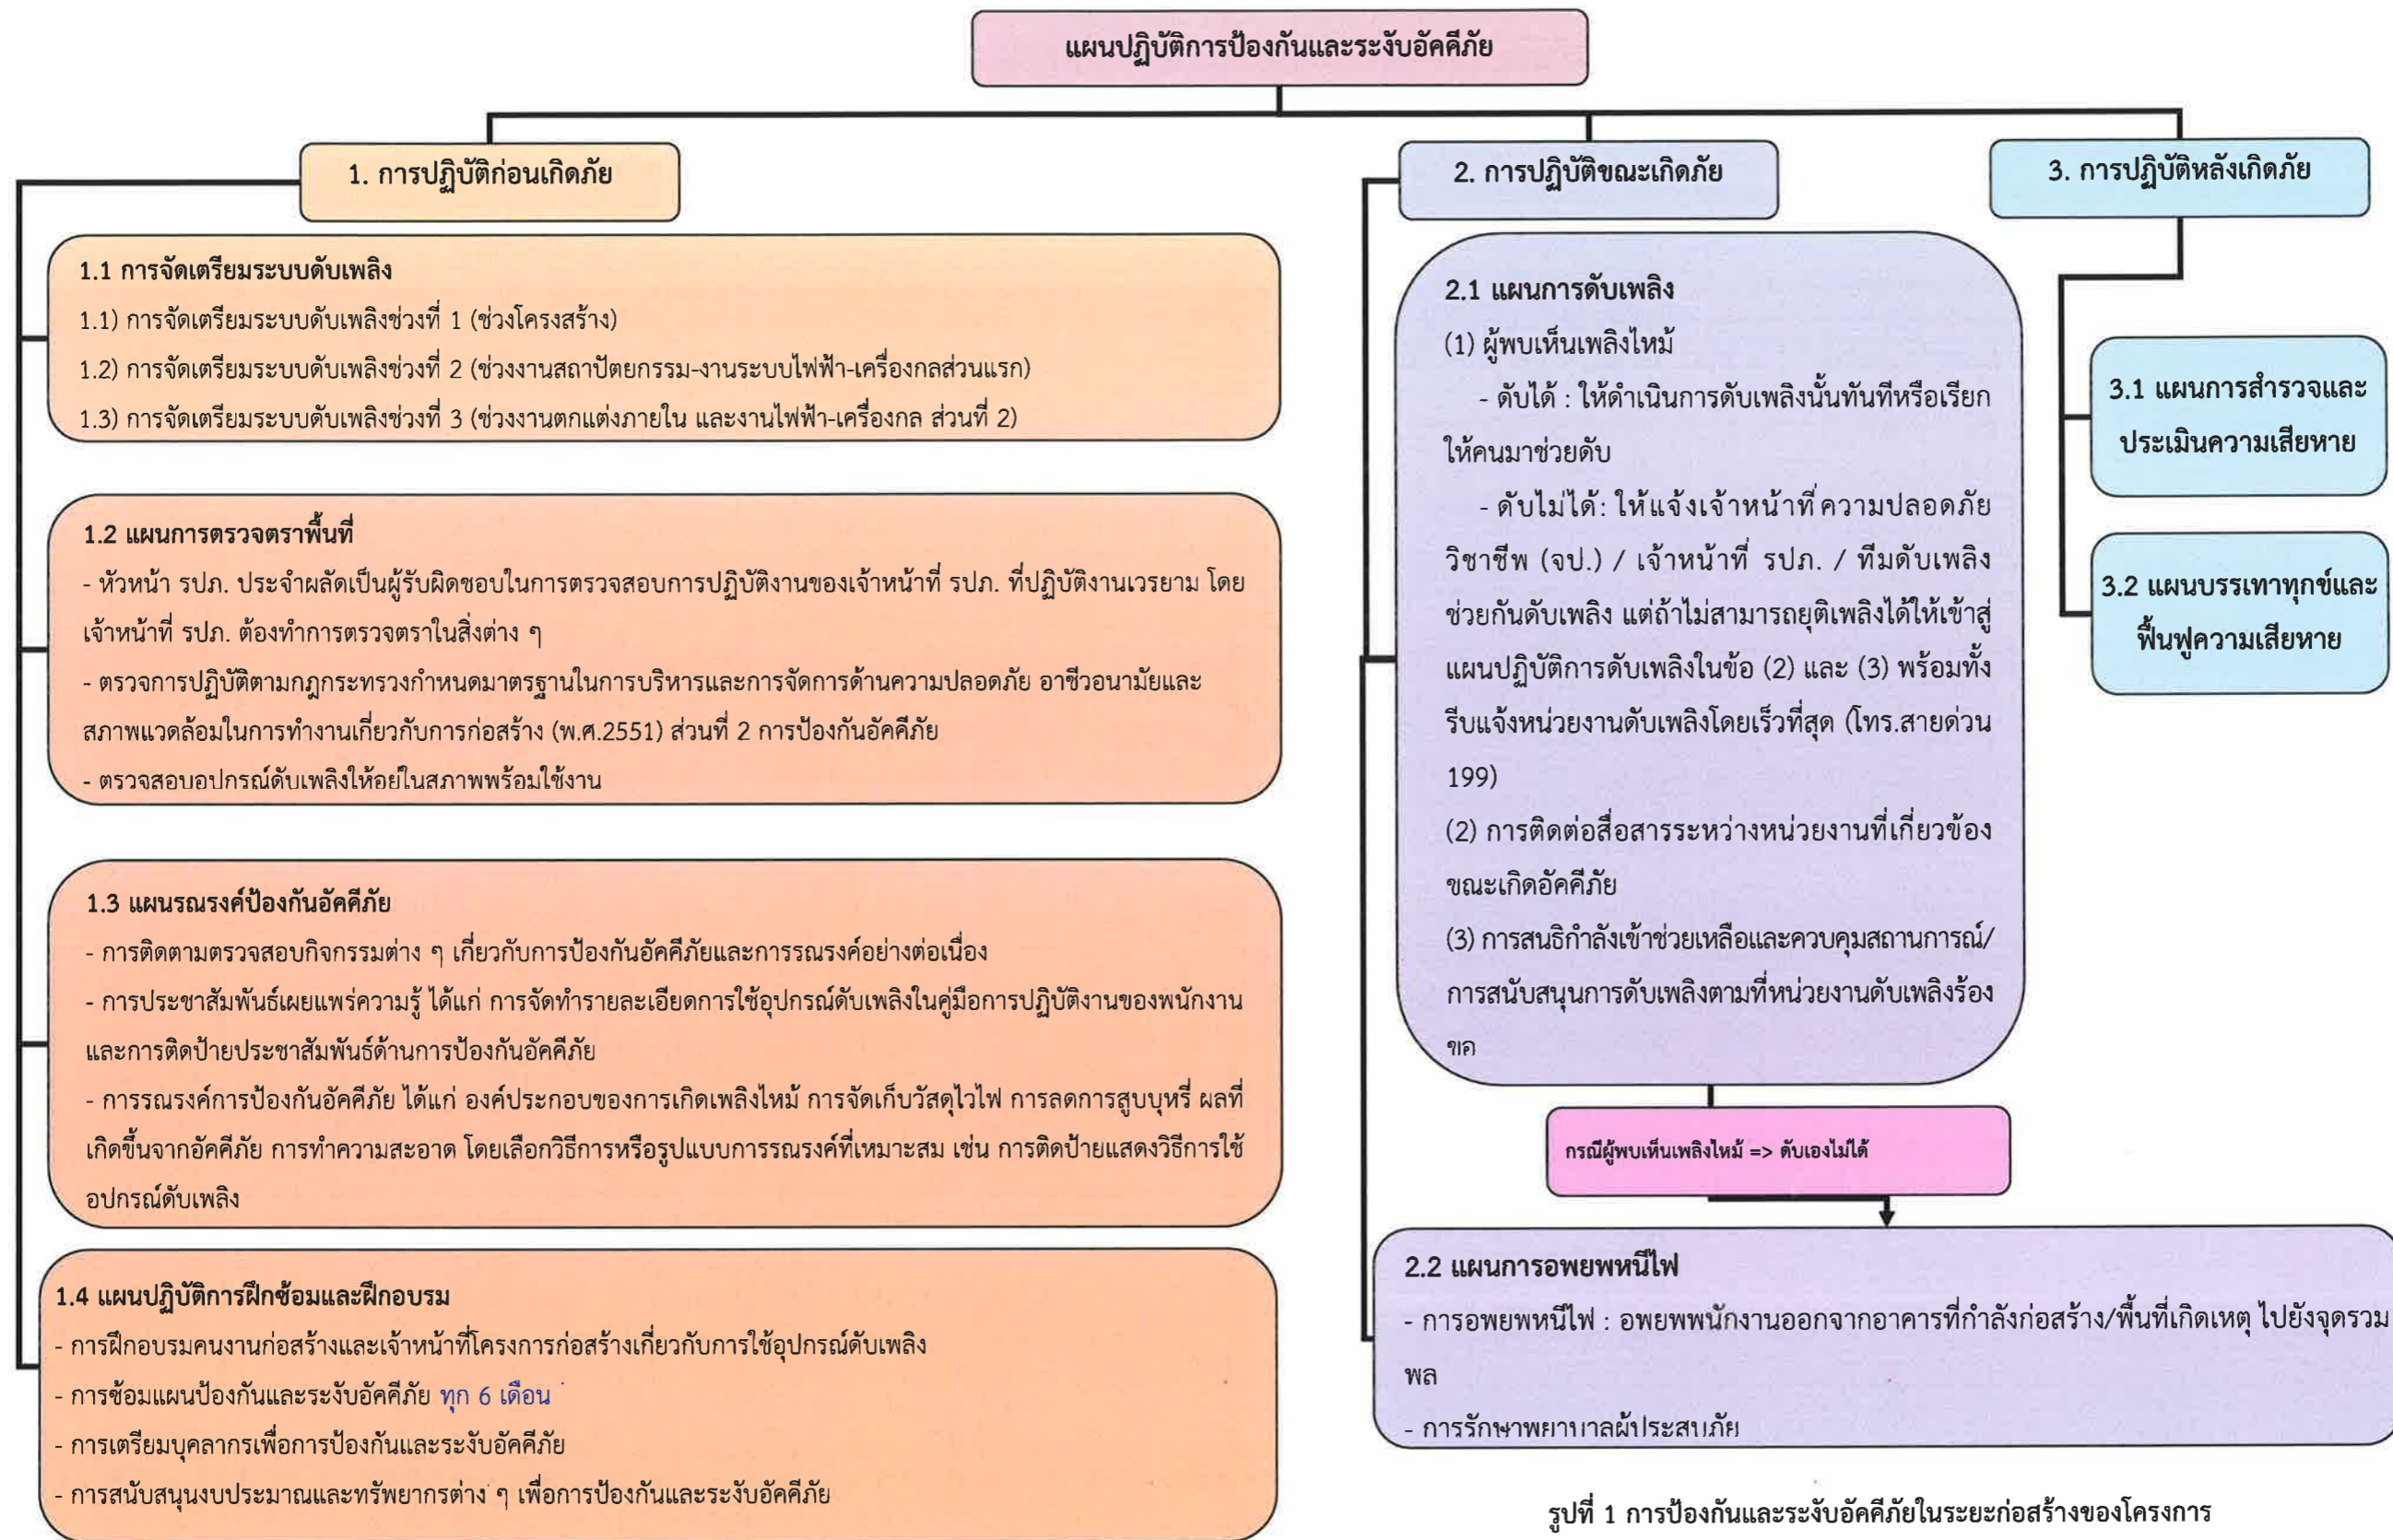 แผนปฏิบัติการป้องกันและระงับอัคคีภัย
1. การปฏิบัติก่อนเกิดภัย
1.1 การจัดเตรียมระบบดับเพลิง
1.1) การจัดเตรียมระบบดับเพลิงช่วงที่ 1 (ช่วงโครงสร้าง)
1.2) การจัดเตรียมระบบดับเพลิงช่วงที่ 2 (ช่วงงานสถาปัตยกรรม-งานระบบไฟฟ้า-เครื่องกลส่วนแรก)
1.3) การจัดเตรียมระบบดับเพลิงช่วงที่ 3 (ช่วงงานตกแต่งภายใน และงานไฟฟ้า-เครื่องกล ส่วนที่ 2)
1.2 แผนการตรวจตราพื้นที่
- หัวหน้า รปภ. ประจำผลัดเป็นผู้รับผิดชอบในการตรวจสอบการปฏิบัติงานของเจ้าหน้าที่ รปภ. ที่ปฏิบัติงานเวรยาม โดย
เจ้าหน้าที่ รปภ. ต้องทำการตรวจตราในสิ่งต่าง ๆ
- ตรวจการปฏิบัติตามกฎกระทรวงกำหนดมาตรฐานในการบริหารและการจัดการด้านความปลอดภัย อาชีวอนามัยและ
สภาพแวดล้อมในการทำงานเกี่ยวกับการก่อสร้าง (พ.ศ.2551) ส่วนที่ 2 การป้องกันอัคคีภัย
- ตรวจสอบอุปกรณ์ดับเพลิงให้อยู่ในสภาพพร้อมใช้งาน
1.3 แผนรณรงค์ป้องกันอัคคีภัย
- การติดตามตรวจสอบกิจกรรมต่าง ๆ เกี่ยวกับการป้องกันอัคคีภัยและการรณรงค์อย่างต่อเนื่อง
- การประชาสัมพันธ์เผยแพร่ความรู้ ได้แก่ การจัดทำรายละเอียดการใช้อุปกรณ์ดับเพลิงในคู่มือการปฏิบัติงานของพนักงาน
และการติดป้ายประชาสัมพันธ์ด้านการป้องกันอัคคีภัย
- การรณรงค์การป้องกันอัคคีภัย ได้แก่ องค์ประกอบของการเกิดเพลิงไหม้ การจัดเก็บวัสดุไวไฟ การลดการสูบบุหรี่ ผลที่
เกิดขึ้นจากอัคคีภัย การทำความสะอาด โดยเลือกวิธีการหรือรูปแบบการรณรงค์ที่เหมาะสม เช่น การติดป้ายแสดงวิธีการใช้
อุปกรณ์ดับเพลิง
1.4 แผนปฏิบัติการฝึกซ้อมและฝึกอบรม
- การฝึกอบรมคนงานก่อสร้างและเจ้าหน้าที่โครงการก่อสร้างเกี่ยวกับการใช้อุปกรณ์ดับเพลิง
- การซ้อมแผนป้องกันและระงับอัคคีภัย ทุก 6 เดือน
- การเตรียมบุคลากรเพื่อการป้องกันและระงับอัคคีภัย
- การสนับสนุนงบประมาณและทรัพยากรต่าง ๆ เพื่อการป้องกันและระงับอัคคีภัย
2. การปฏิบัติขณะเกิดภัย
2.1 แผนการดับเพลิง
(1) ผู้พบเห็นเพลิงไหม้
- ดับได้ : ให้ดำเนินการดับเพลิงนั้นทันทีหรือเรียก
ให้คนมาช่วยดับ
- ดับไม่ได้: ให้แจ้งเจ้าหน้าที่ความปลอดภัย
วิชาชีพ (จป.) / เจ้าหน้าที่ รปภ. / ทีมดับเพลิง
ช่วยกันดับเพลิง แต่ถ้าไม่สามารถยุติเพลิงได้ให้เข้าสู่
แผนปฏิบัติการดับเพลิงในข้อ (2) และ (3) พร้อมทั้ง
รีบแจ้งหน่วยงานดับเพลิงโดยเร็วที่สุด (โทร.สายด่วน
199)
(2) การติดต่อสื่อสารระหว่างหน่วยงานที่เกี่ยวข้อง
ขณะเกิดอัคคีภัย
(3) การสนธิกำลังเข้าช่วยเหลือและควบคุมสถานการณ์/
การสนับสนุนการดับเพลิงตามที่หน่วยงานดับเพลิงร้อง
ขอ
กรณีผู้พบเห็นเพลิงไหม้ => ดับเองไม่ได้
2.2 แผนการอพยพหนีไฟ
- การอพยพหนีไฟ : อพยพพนักงานออกจากอาคารที่กำลังก่อสร้าง/พื้นที่เกิดเหตุ ไปยังจุดรวม
พล
- การรักษาพยาบาลผู้ประสบภัย
3. การปฏิบัติหลังเกิดภัย
3.1 แผนการสำรวจและ
ประเมินความเสียหาย
3.2 แผนบรรเทาทุกข์และ
ฟื้นฟูความเสียหาย
รูปที่ 1 การป้องกันและระงับอัคคีภัยในระยะก่อสร้างของโครงการ